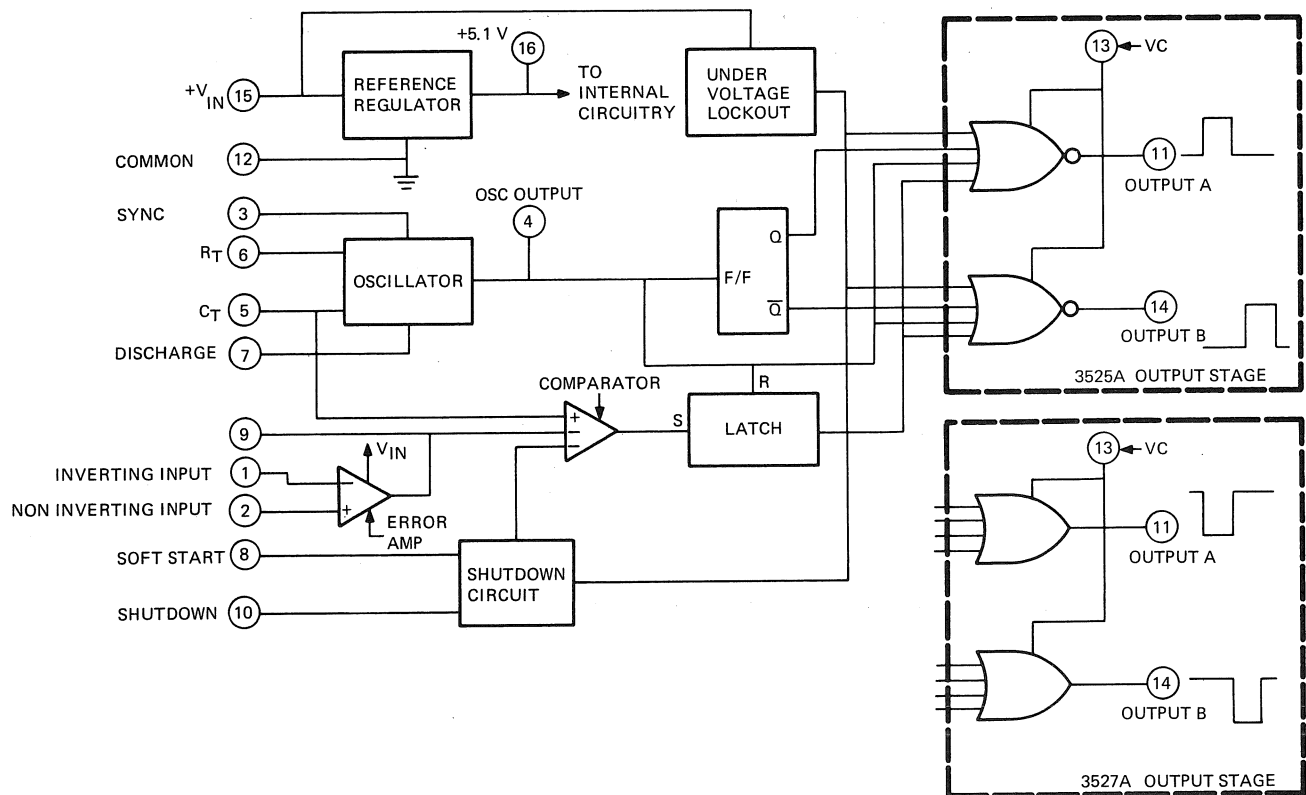 +5.1 V
16
13
VC
+VIN
15
REFERENCE
REGULATOR
TO
INTERNAL
CIRCUITRY
UNDER
VOLTAGE
LOCKOUT
COMMON
12
11
OUTPUT A
SYNC
3
OSC OUTPUT
4
RT
6
OSCILLATOR
Q
F/F
Q̅
CT
5
14
OUTPUT B
DISCHARGE
7
3525A OUTPUT STAGE
COMPARATOR
R
S
LATCH
+
−
−
9
VIN
INVERTING INPUT
1
−
NON INVERTING INPUT
2
+
ERROR
AMP
SOFT START
8
SHUTDOWN
CIRCUIT
SHUTDOWN
10
13
VC
11
OUTPUT A
14
OUTPUT B
3527A OUTPUT STAGE